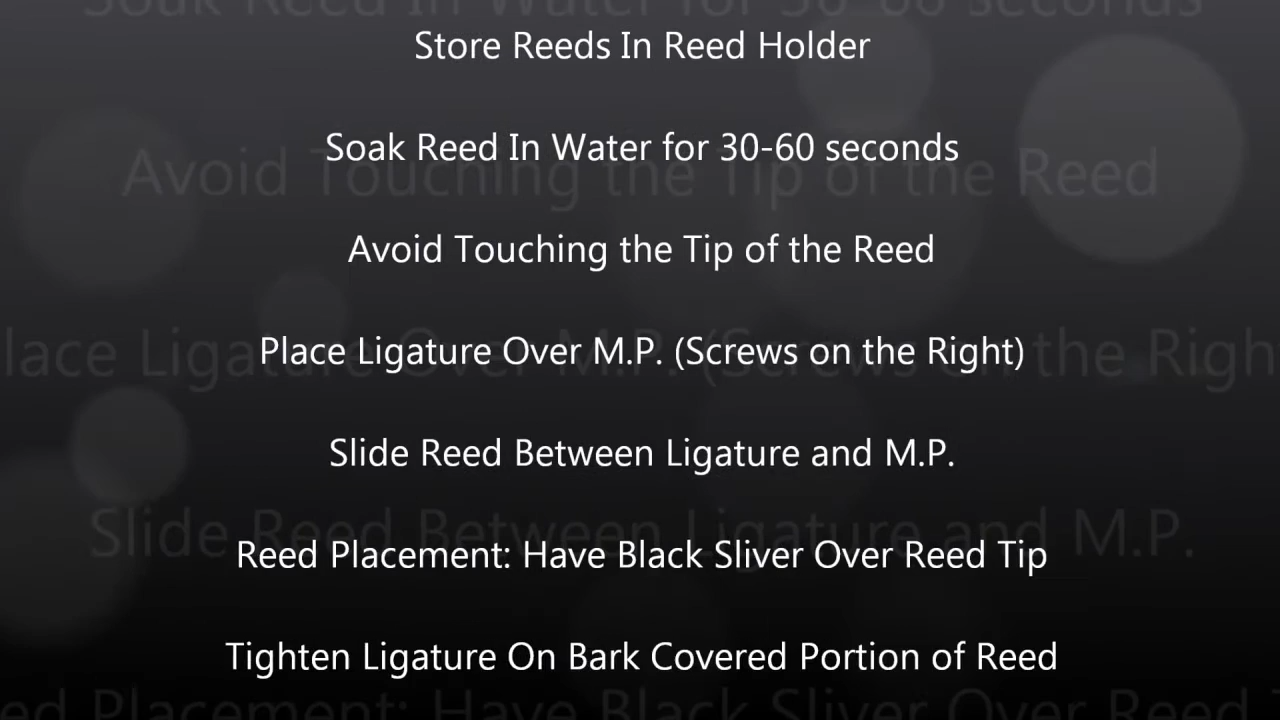 Store Reeds In Reed Holder
Soak Reed In Water for 30-60 seconds
Avoid Touching the Tip of the Reed
Place Ligature Over M.P. (Screws on the Right)
Slide Reed Between Ligature and M.P.
Reed Placement: Have Black Sliver Over Reed Tip
Tighten Ligature On Bark Covered Portion of Reed